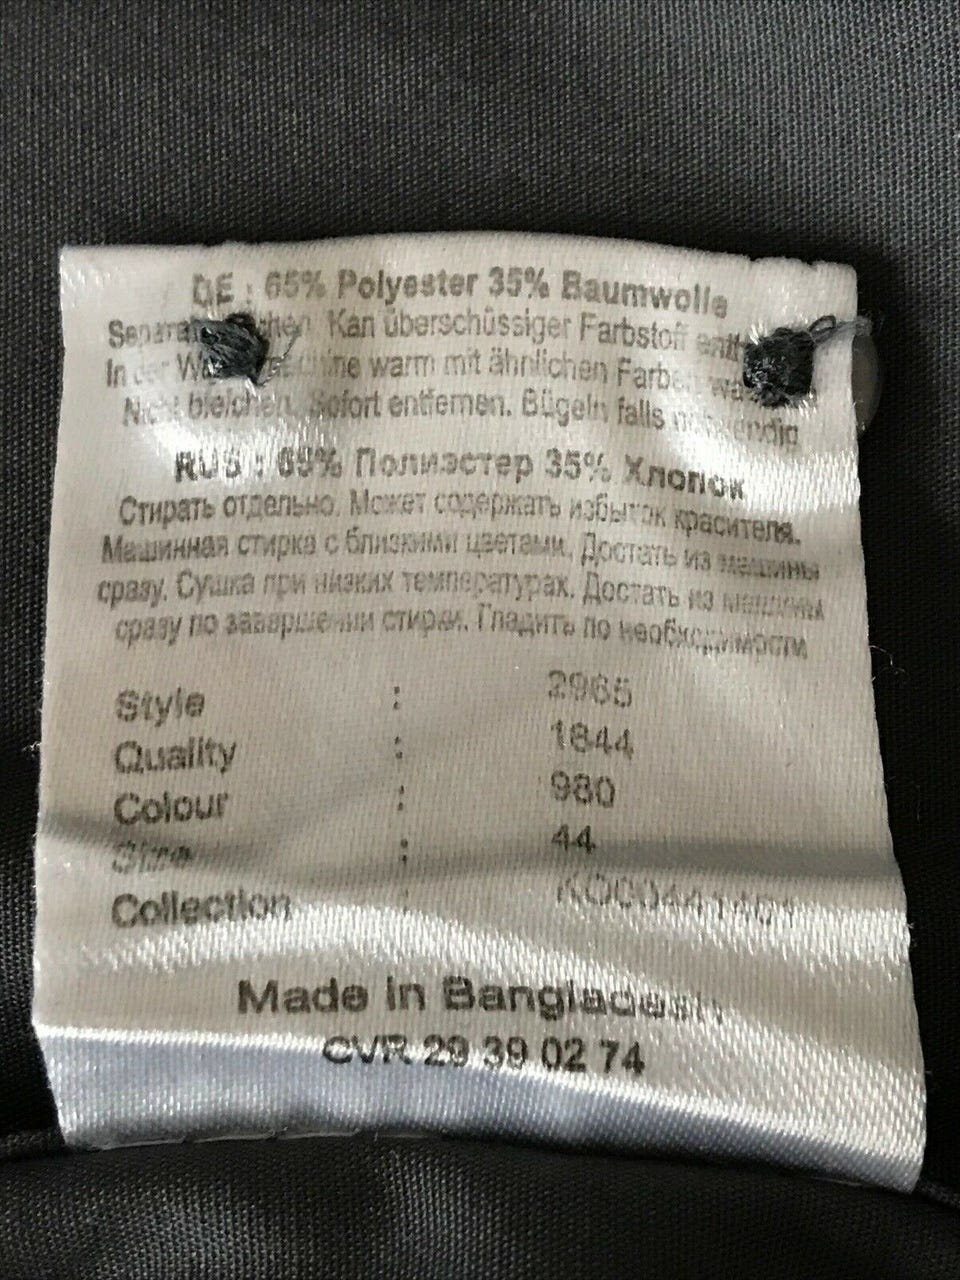 DE : 65% Polyester 35% Baumwolle
Kan überschüssiger Farbstoff
In der warm mit ähnlichen
Nicht bleichen. Sofort entfernen. Bügeln falls
RUS : 65% Полиэстер 35% Хлопок
Стирать отдельно. Может содержать избыток красителя.
Машинная стирка с близкими цветами. Достать из машины
сразу. Сушка при низких температурах. Достать из машины
сразу по завершении стирки. Гладить по необходимости
Style : 2965
Quality : 1844
Colour : 980
Size : 44
Collection :
Made in Bangladesh
CVR 29 39 02 74